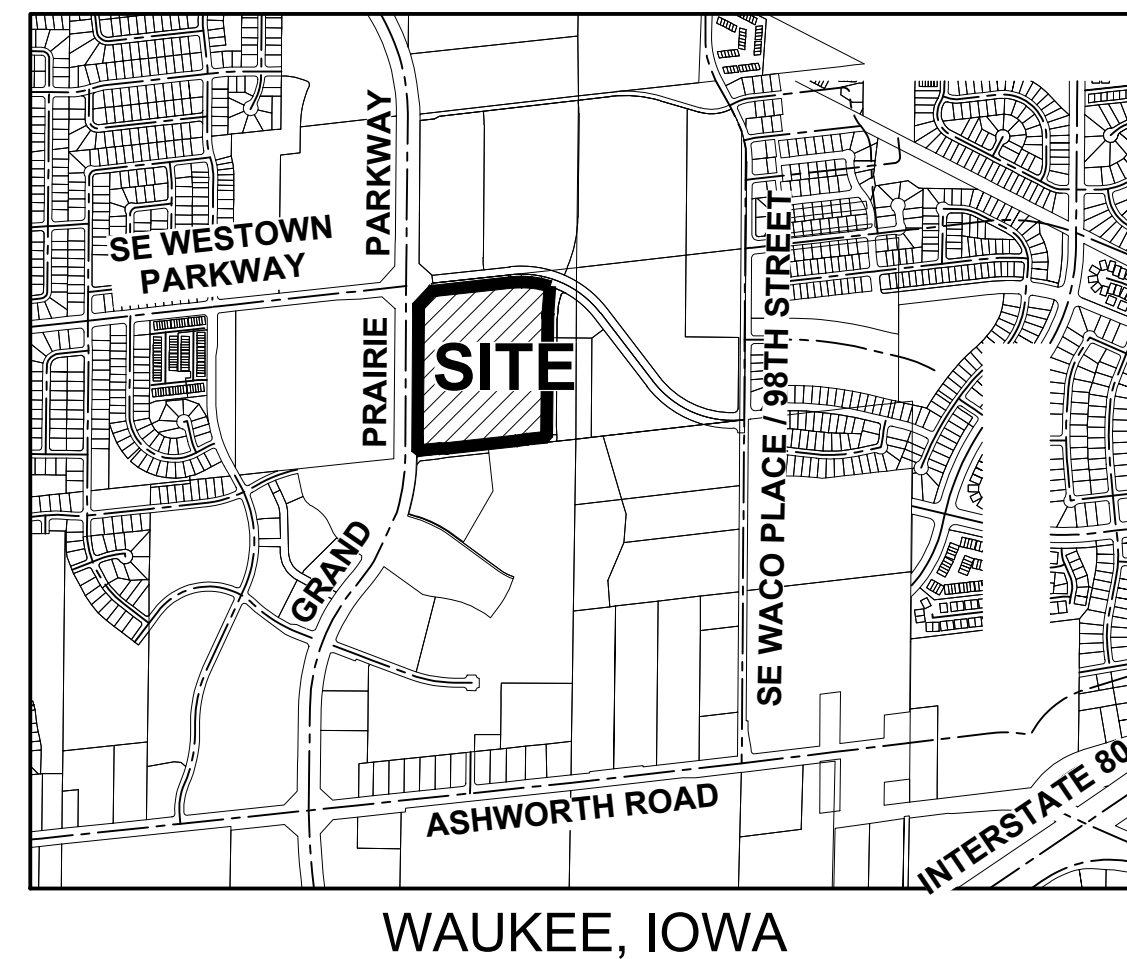 PARKWAY
SE WESTOWN
PARKWAY
PRAIRIE
SITE
SE WACO PLACE / 98TH STREET
GRAND
ASHWORTH ROAD
INTERSTATE 80
WAUKEE, IOWA